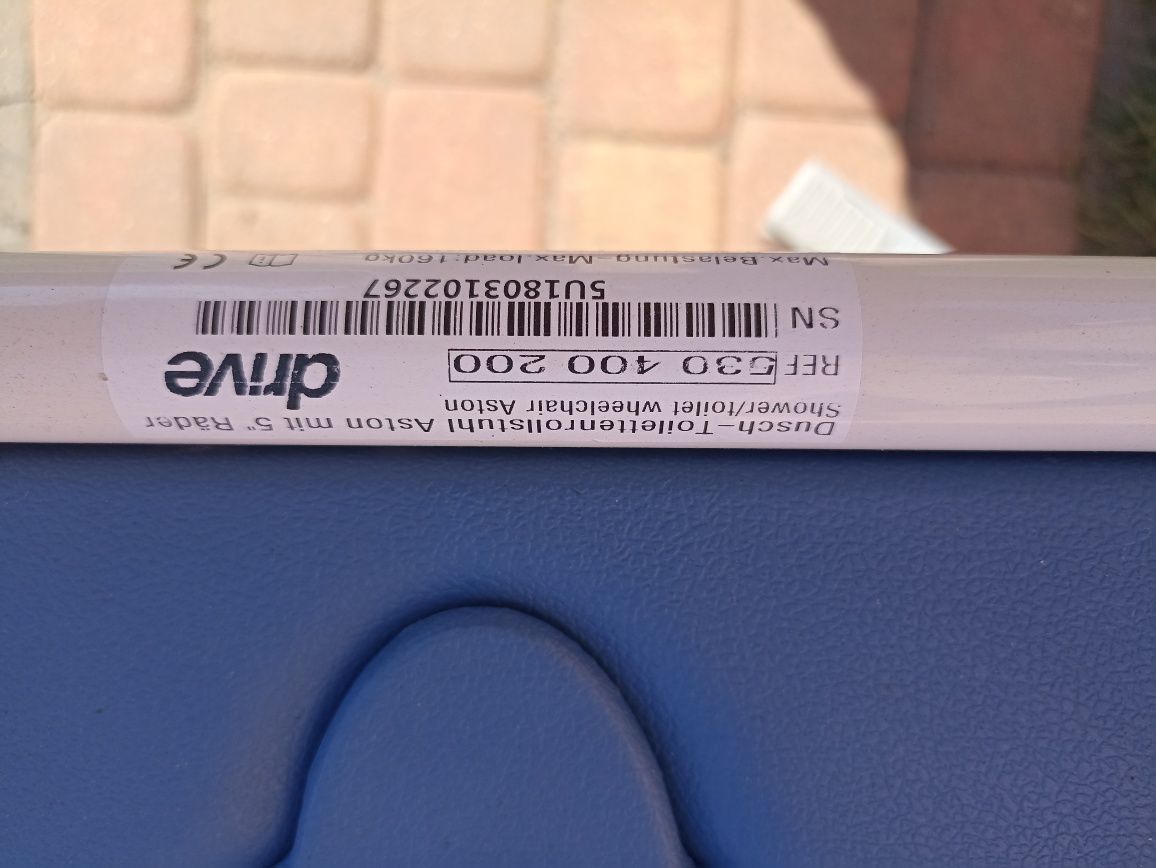 Dusch-Toilettenrollstuhl Aston mit 5" Räder
Shower/toilet wheelchair Aston
REF 530 400 200
drive
SN
5U1803102267
Max.Belastung-Max.load:160kg
CE